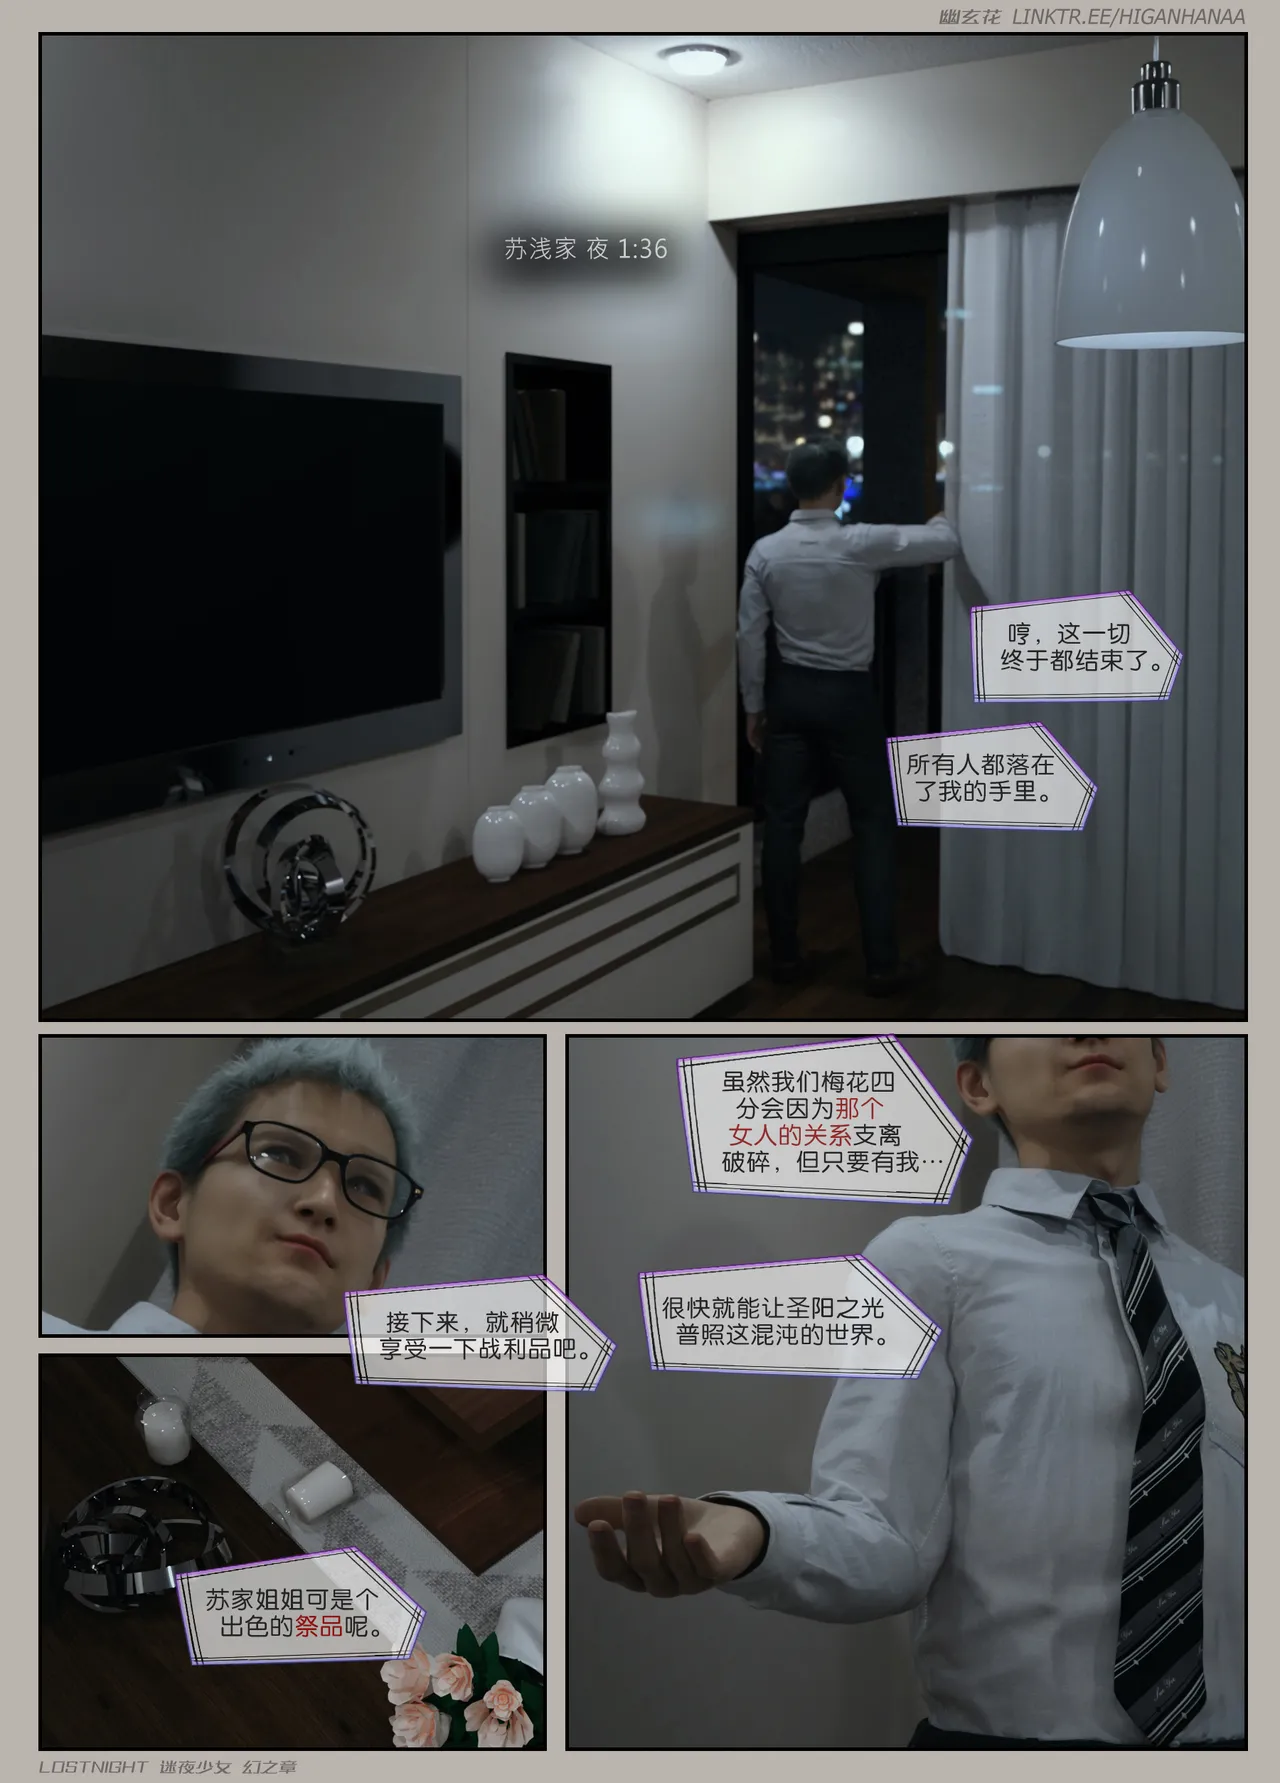 幽玄花 LINKTR.EE/HIGANHANAA
苏浅家 夜 1:36
哼，这一切
终于都结束了。
所有人都落在
了我的手里。
虽然我们梅花四
分会因为那个
女人的关系支离
破碎，但只要有我…
很快就能让圣阳之光
普照这混沌的世界。
接下来，就稍微
享受一下战利品吧。
苏家姐姐可是个
出色的祭品呢。
LOSTNIGHT 迷夜少女 幻之章